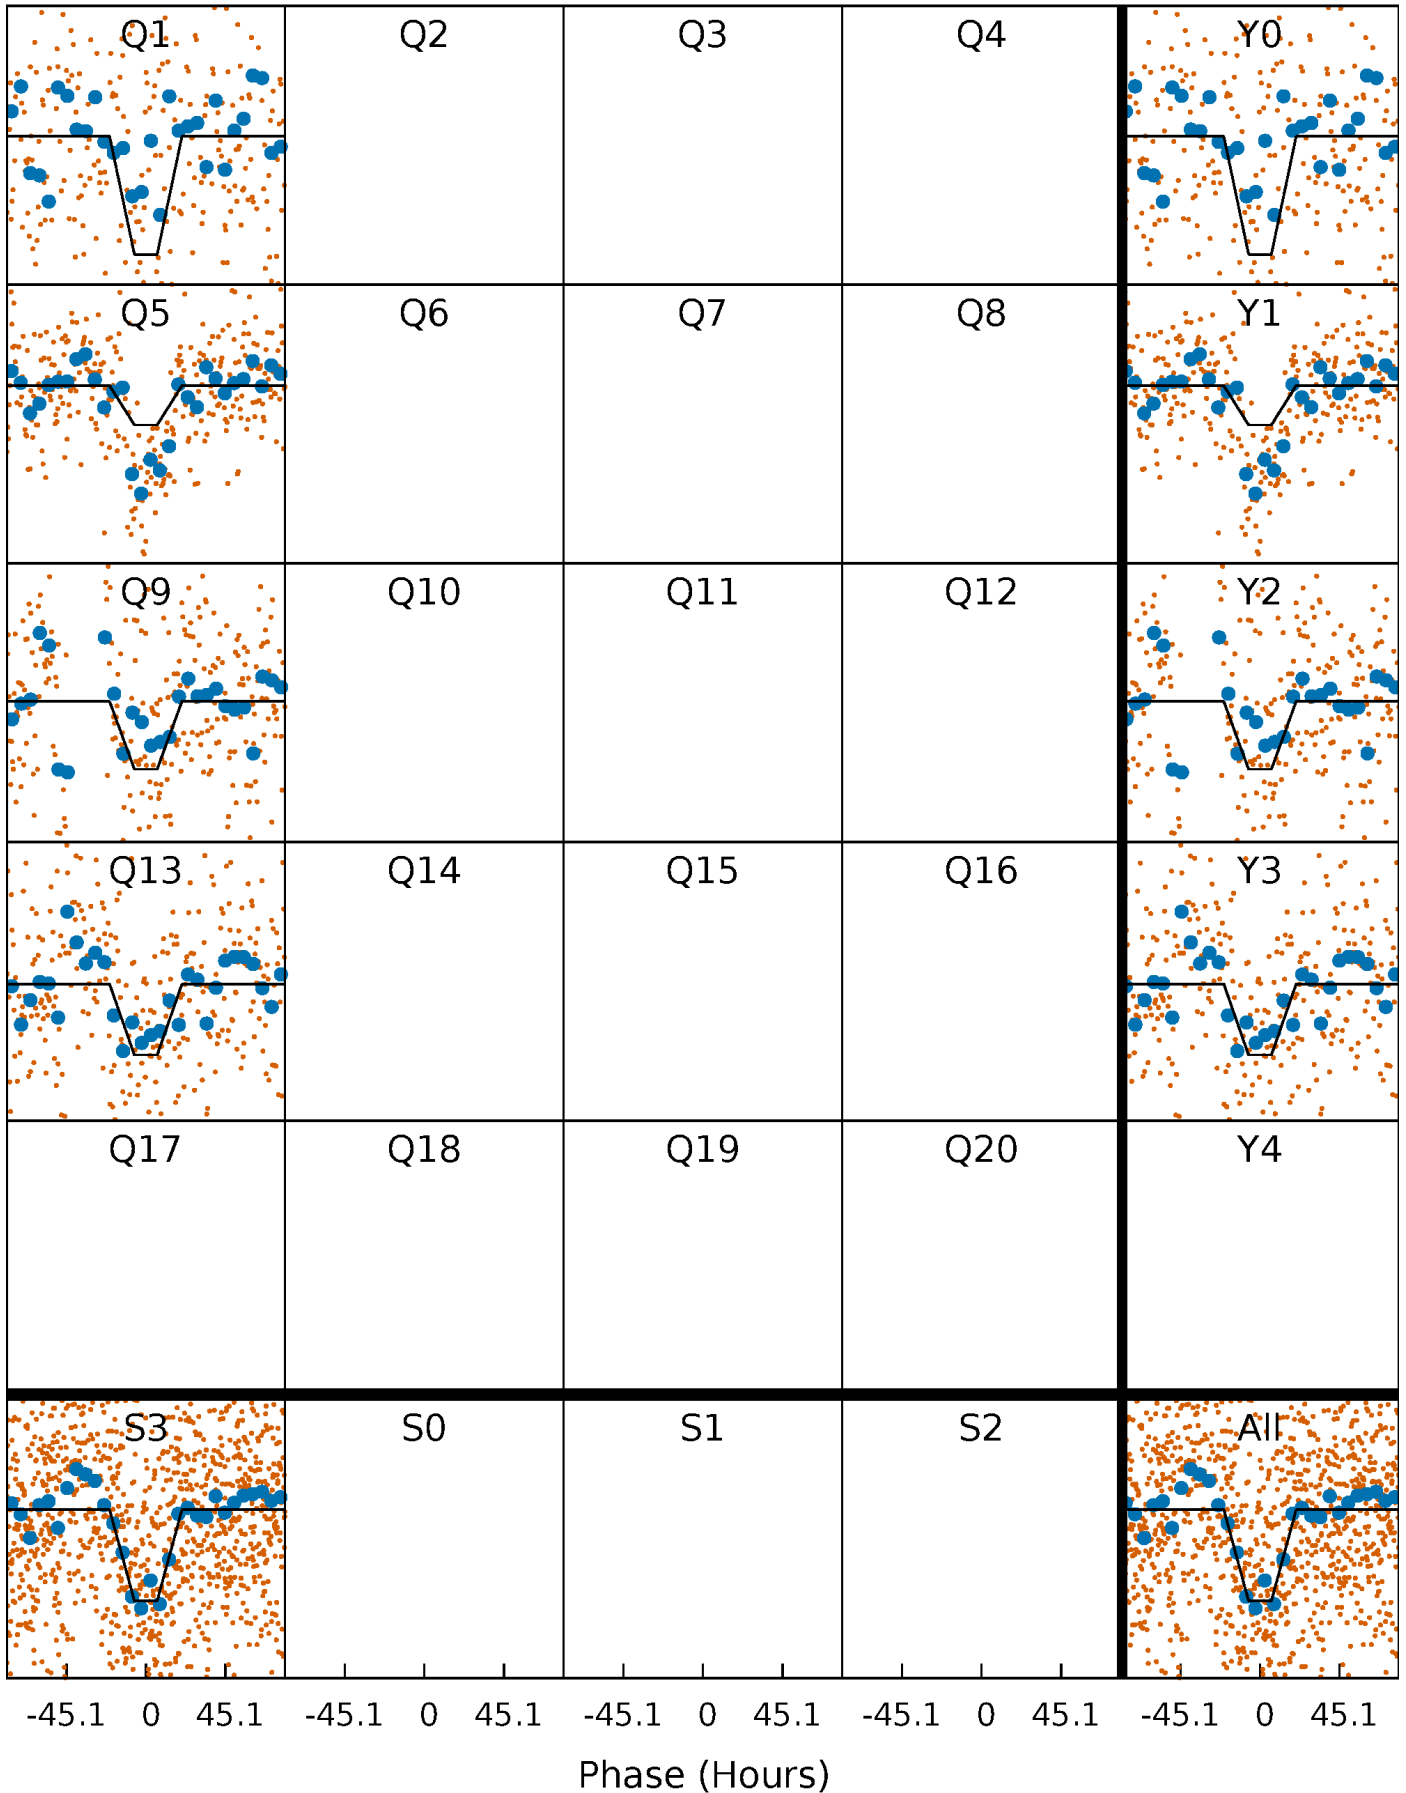 Q1 Q2 Q3 Q4 Y0
Q5 Q6 Q7 Q8 Y1
Q9 Q10 Q11 Q12 Y2
Q13 Q14 Q15 Q16 Y3
Q17 Q18 Q19 Q20 Y4
S3 S0 S1 S2 All
-45.1 0 45.1 -45.1 0 45.1 -45.1 0 45.1 -45.1 0 45.1 -45.1 0 45.1
Phase (Hours)